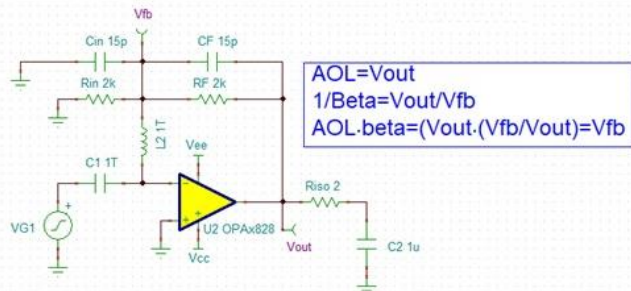 Vfb
Cin 15p
CF 15p
Rin 2k
RF 2k
L2 1T
C1 1T
Vee
VG1
+
U2 OPAx828
Vcc
Vout
Riso 2
C2 1u
AOL=Vout
1/Beta=Vout/Vfb
AOL.beta=(Vout.(Vfb/Vout)=Vfb